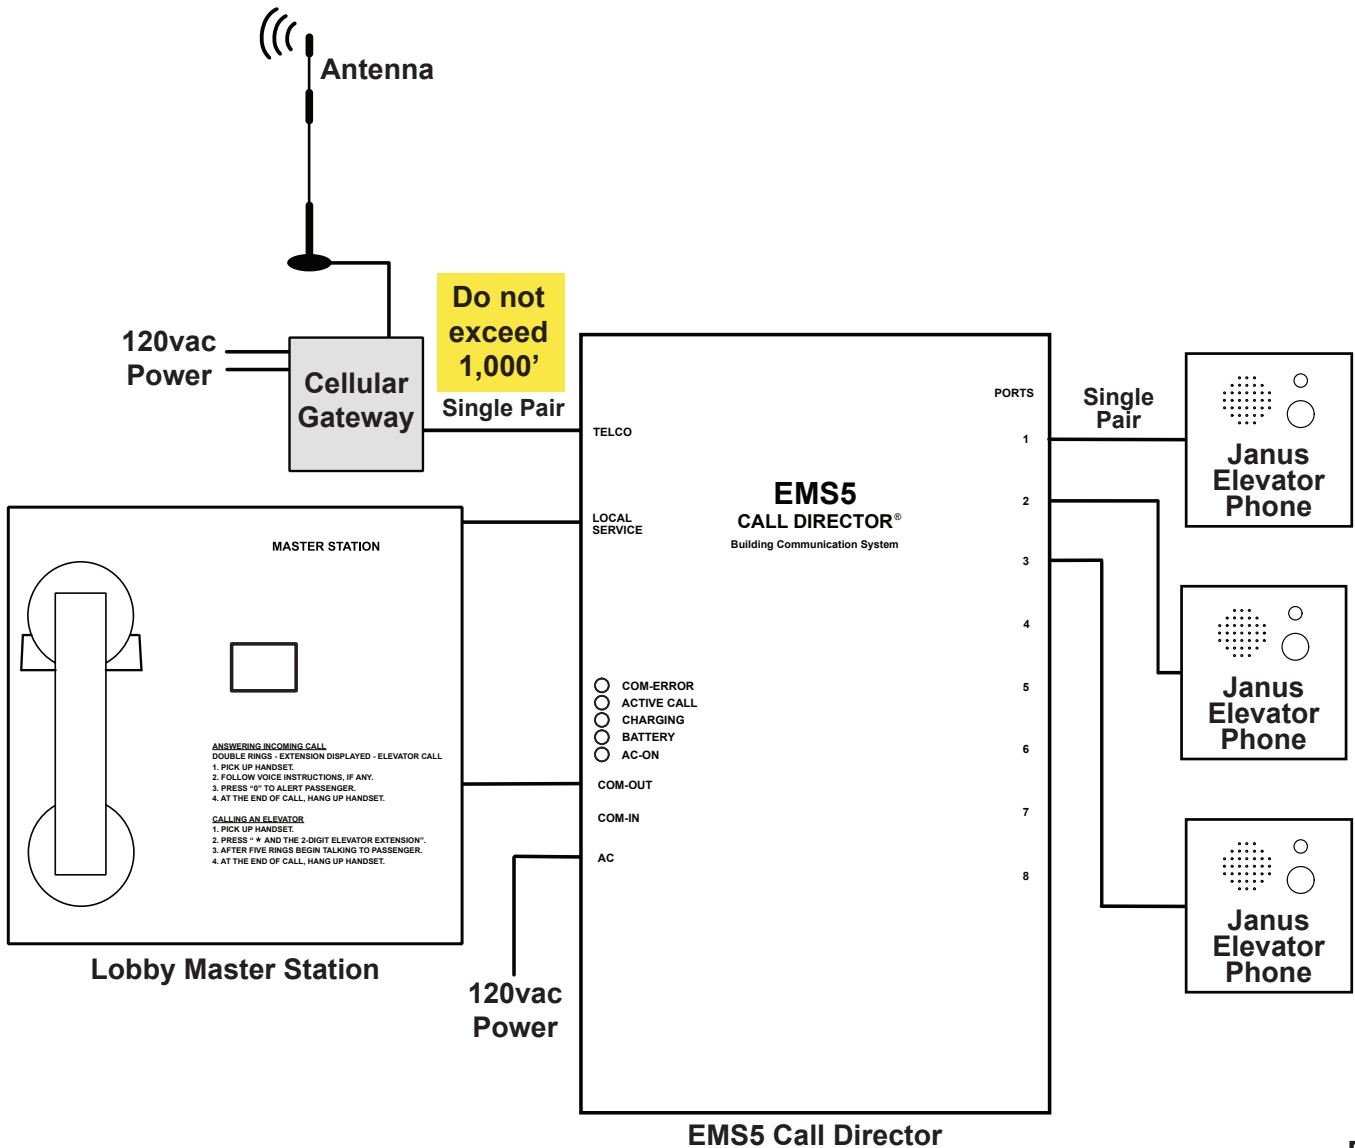 Antenna
120vac
Power
Cellular
Gateway
Do not
exceed
1,000’
Single Pair
TELCO
LOCAL
SERVICE
EMS5
CALL DIRECTOR®
Building Communication System
PORTS
1
2
3
4
5
6
7
8
Single
Pair
Janus
Elevator
Phone
Janus
Elevator
Phone
Janus
Elevator
Phone
MASTER STATION
ANSWERING INCOMING CALL
DOUBLE RINGS - EXTENSION DISPLAYED - ELEVATOR CALL
1. PICK UP HANDSET.
2. FOLLOW VOICE INSTRUCTIONS, IF ANY.
3. PRESS “0” TO ALERT PASSENGER.
4. AT THE END OF CALL, HANG UP HANDSET.
CALLING AN ELEVATOR
1. PICK UP HANDSET.
2. PRESS “ * AND THE 2-DIGIT ELEVATOR EXTENSION”.
3. AFTER FIVE RINGS BEGIN TALKING TO PASSENGER.
4. AT THE END OF CALL, HANG UP HANDSET.
COM-ERROR
ACTIVE CALL
CHARGING
BATTERY
AC-ON
COM-OUT
COM-IN
AC
Lobby Master Station
120vac
Power
EMS5 Call Director